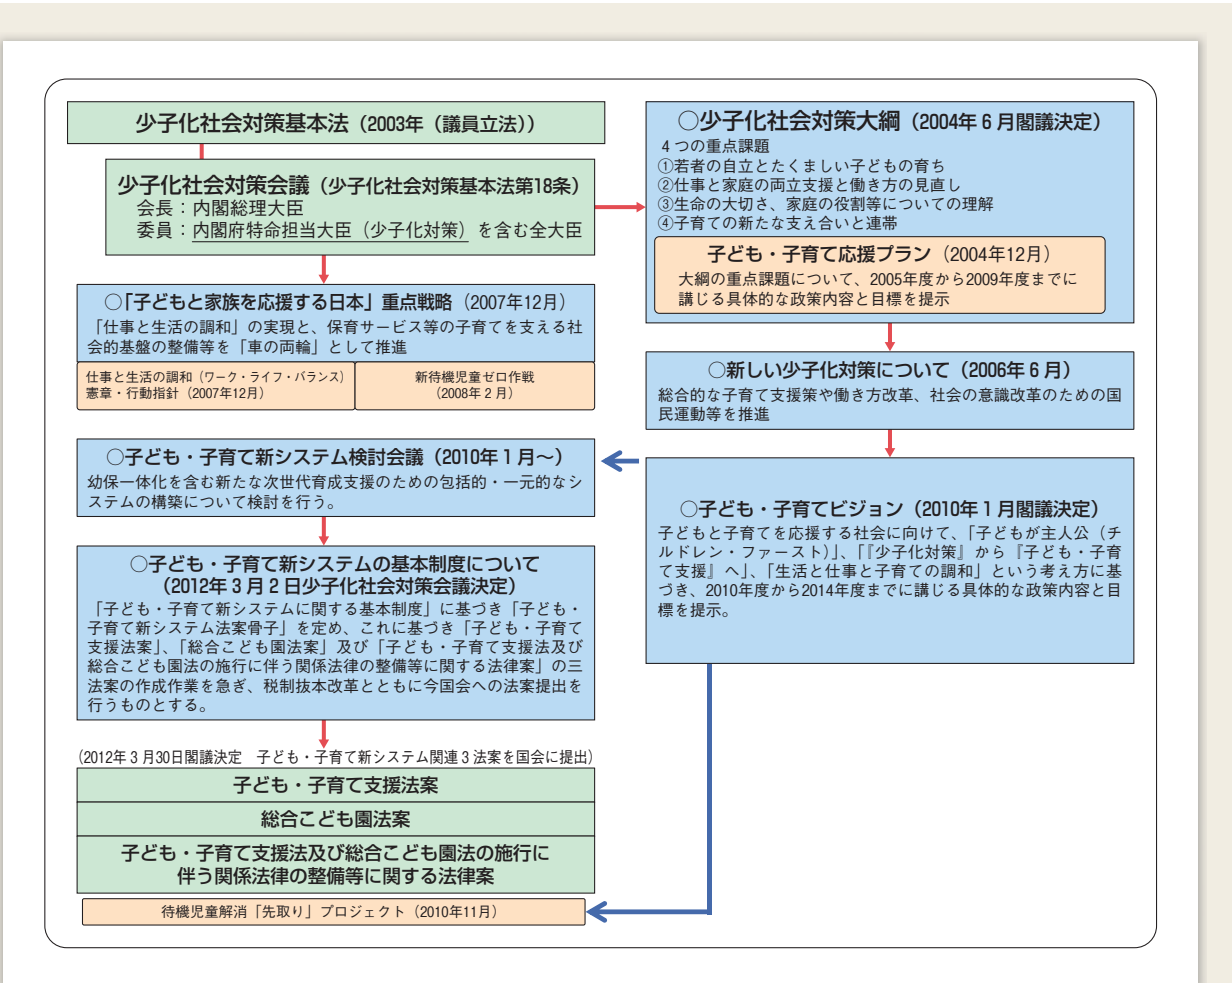 少子化社会対策基本法（2003年（議員立法））
少子化社会対策会議（少子化社会対策基本法第18条）
会長：内閣総理大臣
委員：内閣府特命担当大臣（少子化対策）を含む全大臣
○「子どもと家族を応援する日本」重点戦略（2007年12月）
「仕事と生活の調和」の実現と、保育サービス等の子育てを支える社
会的基盤の整備等を「車の両輪」として推進
仕事と生活の調和（ワーク・ライフ・バランス）
憲章・行動指針（2007年12月）
新待機児童ゼロ作戦
（2008年２月）
○子ども・子育て新システム検討会議（2010年１月～）
幼保一体化を含む新たな次世代育成支援のための包括的・一元的なシ
ステムの構築について検討を行う。
○子ども・子育て新システムの基本制度について
（2012年３月２日少子化社会対策会議決定）
「子ども・子育て新システムに関する基本制度」に基づき「子ども・
子育て新システム法案骨子」を定め、これに基づき「子ども・子育て
支援法案」、「総合こども園法案」及び「子ども・子育て支援法及び
総合こども園法の施行に伴う関係法律の整備等に関する法律案」の三
法案の作成作業を急ぎ、税制抜本改革とともに今国会への法案提出を
行うものとする。
（2012年３月30日閣議決定　子ども・子育て新システム関連３法案を国会に提出）
子ども・子育て支援法案
総合こども園法案
子ども・子育て支援法及び総合こども園法の施行に
伴う関係法律の整備等に関する法律案
待機児童解消「先取り」プロジェクト（2010年11月）
○少子化社会対策大綱（2004年６月閣議決定）
４つの重点課題
①若者の自立とたくましい子どもの育ち
②仕事と家庭の両立支援と働き方の見直し
③生命の大切さ、家庭の役割等についての理解
④子育ての新たな支え合いと連帯
子ども・子育て応援プラン（2004年12月）
大綱の重点課題について、2005年度から2009年度までに
講じる具体的な政策内容と目標を提示
○新しい少子化対策について（2006年６月）
総合的な子育て支援策や働き方改革、社会の意識改革のための国
民運動等を推進
○子ども・子育てビジョン（2010年１月閣議決定）
子どもと子育てを応援する社会に向けて、「子どもが主人公（チ
ルドレン・ファースト）」、「『少子化対策』から『子ども・子育
て支援』へ」、「生活と仕事と子育ての調和」という考え方に基
づき、2010年度から2014年度までに講じる具体的な政策内容と目
標を提示。